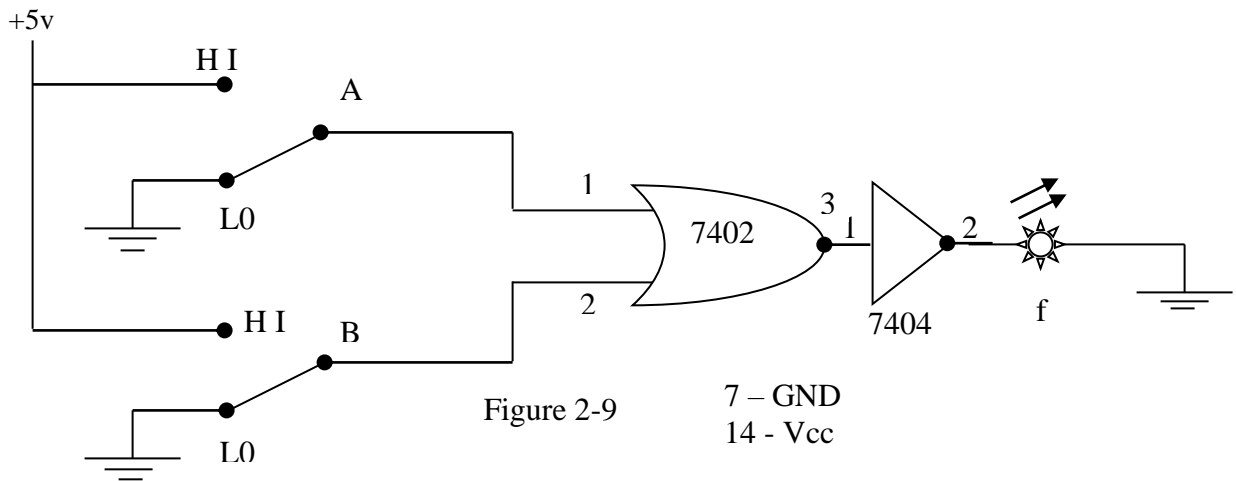 +5v
H I
A
L0
1
2
7402
3
1
2
7404
f
H I
B
L0
Figure 2-9
7 – GND
14 - Vcc